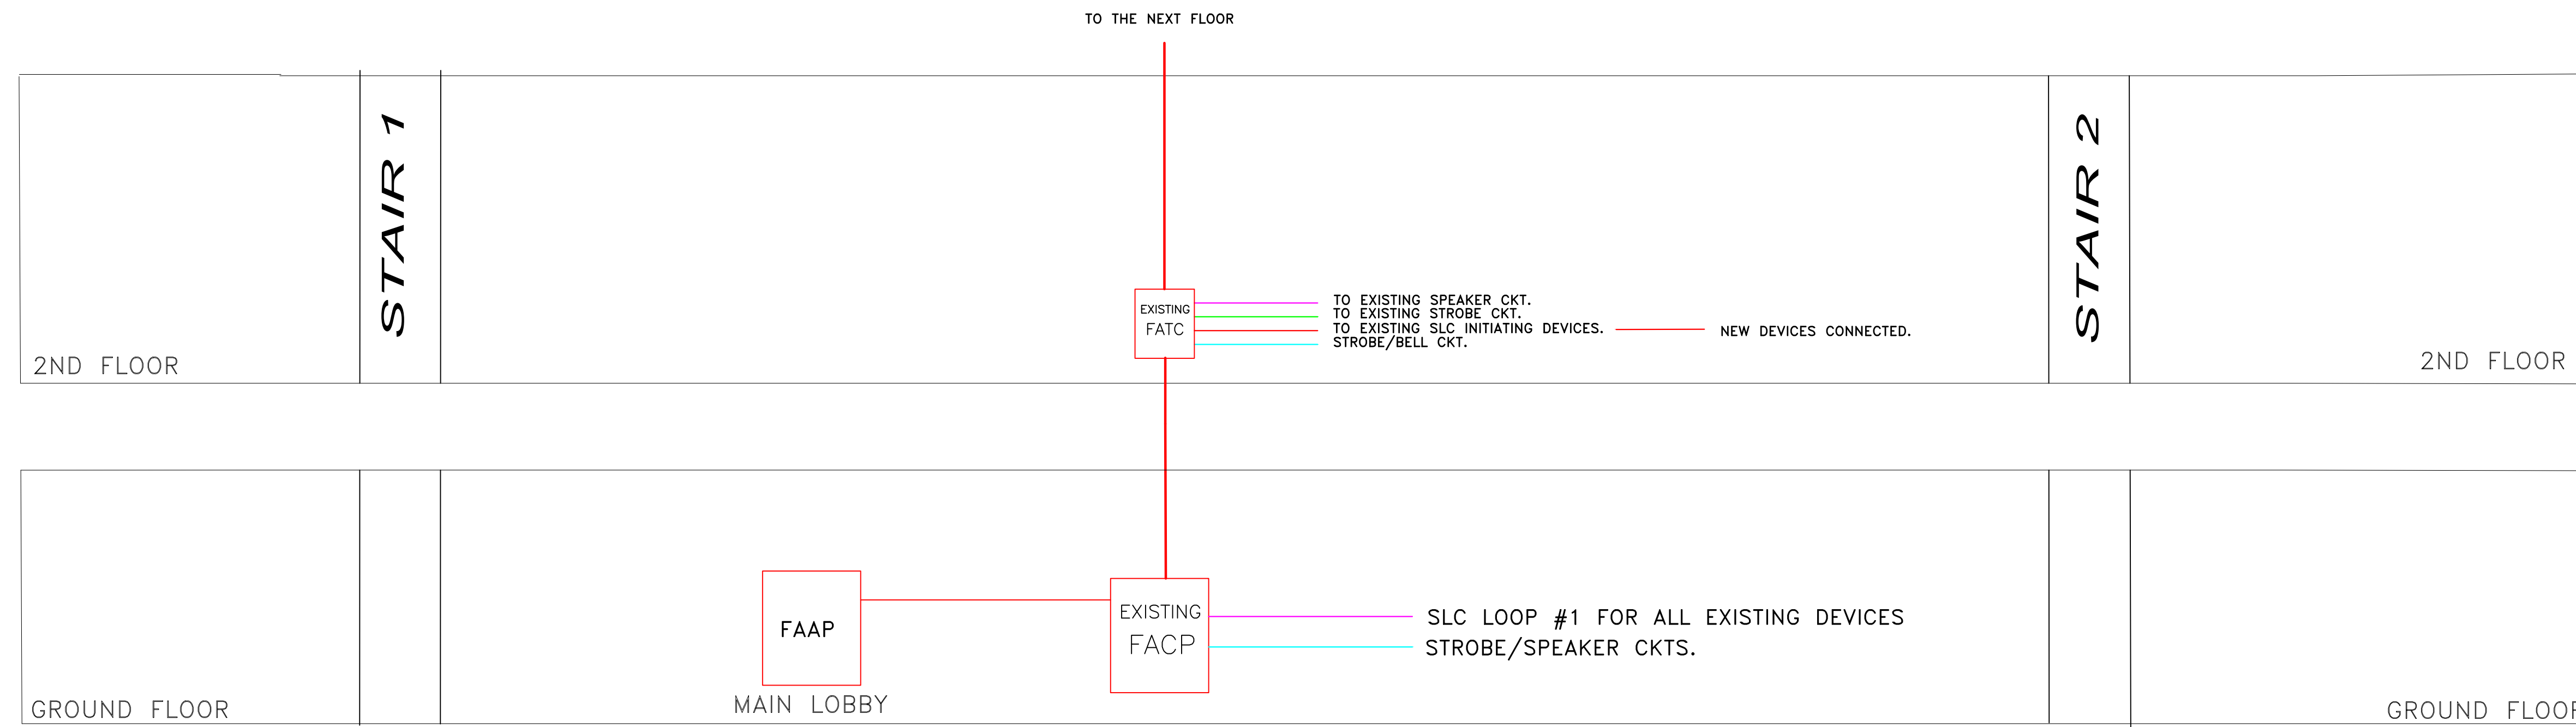 TO THE NEXT FLOOR
STAIR 1
STAIR 2
EXISTING
FATC
TO EXISTING SPEAKER CKT.
TO EXISTING STROBE CKT.
TO EXISTING SLC INITIATING DEVICES.
NEW DEVICES CONNECTED.
STROBE/BELL CKT.
2ND FLOOR
2ND FLOOR
FAAP
MAIN LOBBY
EXISTING
FACP
SLC LOOP #1 FOR ALL EXISTING DEVICES
STROBE/SPEAKER CKTS.
GROUND FLOOR
GROUND FLOOR